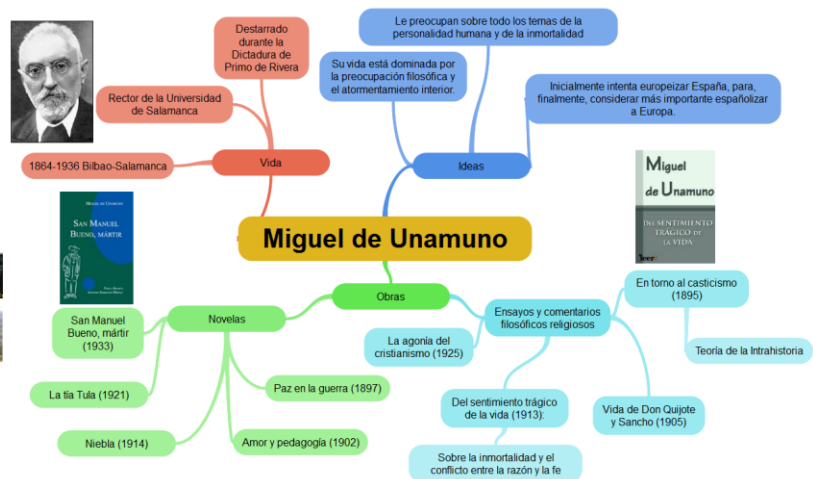 Destarrado
durante la
Dictadura de
Primo de Rivera
Rector de la Universidad
de Salamanca
1864-1936 Bilbao-Salamanca
Vida
Le preocupan sobre todo los temas de la
personalidad humana y de la inmortalidad
Su vida está dominada por
la preocupación filosófica y
el atormentamiento interior.
Inicialmente intenta europeizar España, para,
finalmente, considerar más importante españolizar
a Europa.
Ideas
Miguel de Unamuno
MIGUEL DE UNAMUNO
SAN MANUEL
BUENO, MÁRTIR
Miguel
de Unamuno
DEL SENTIMIENTO
TRÁGICO DE
LA VIDA
leer
Obras
Novelas
San Manuel
Bueno, mártir
(1933)
La tía Tula (1921)
Niebla (1914)
Amor y pedagogía (1902)
Paz en la guerra (1897)
Ensayos y comentarios
filosóficos religiosos
La agonía del
cristianismo (1925)
Del sentimiento trágico
de la vida (1913):
Sobre la inmortalidad y el
conflicto entre la razón y la fe
Vida de Don Quijote
y Sancho (1905)
En torno al casticismo
(1895)
Teoría de la Intrahistoria